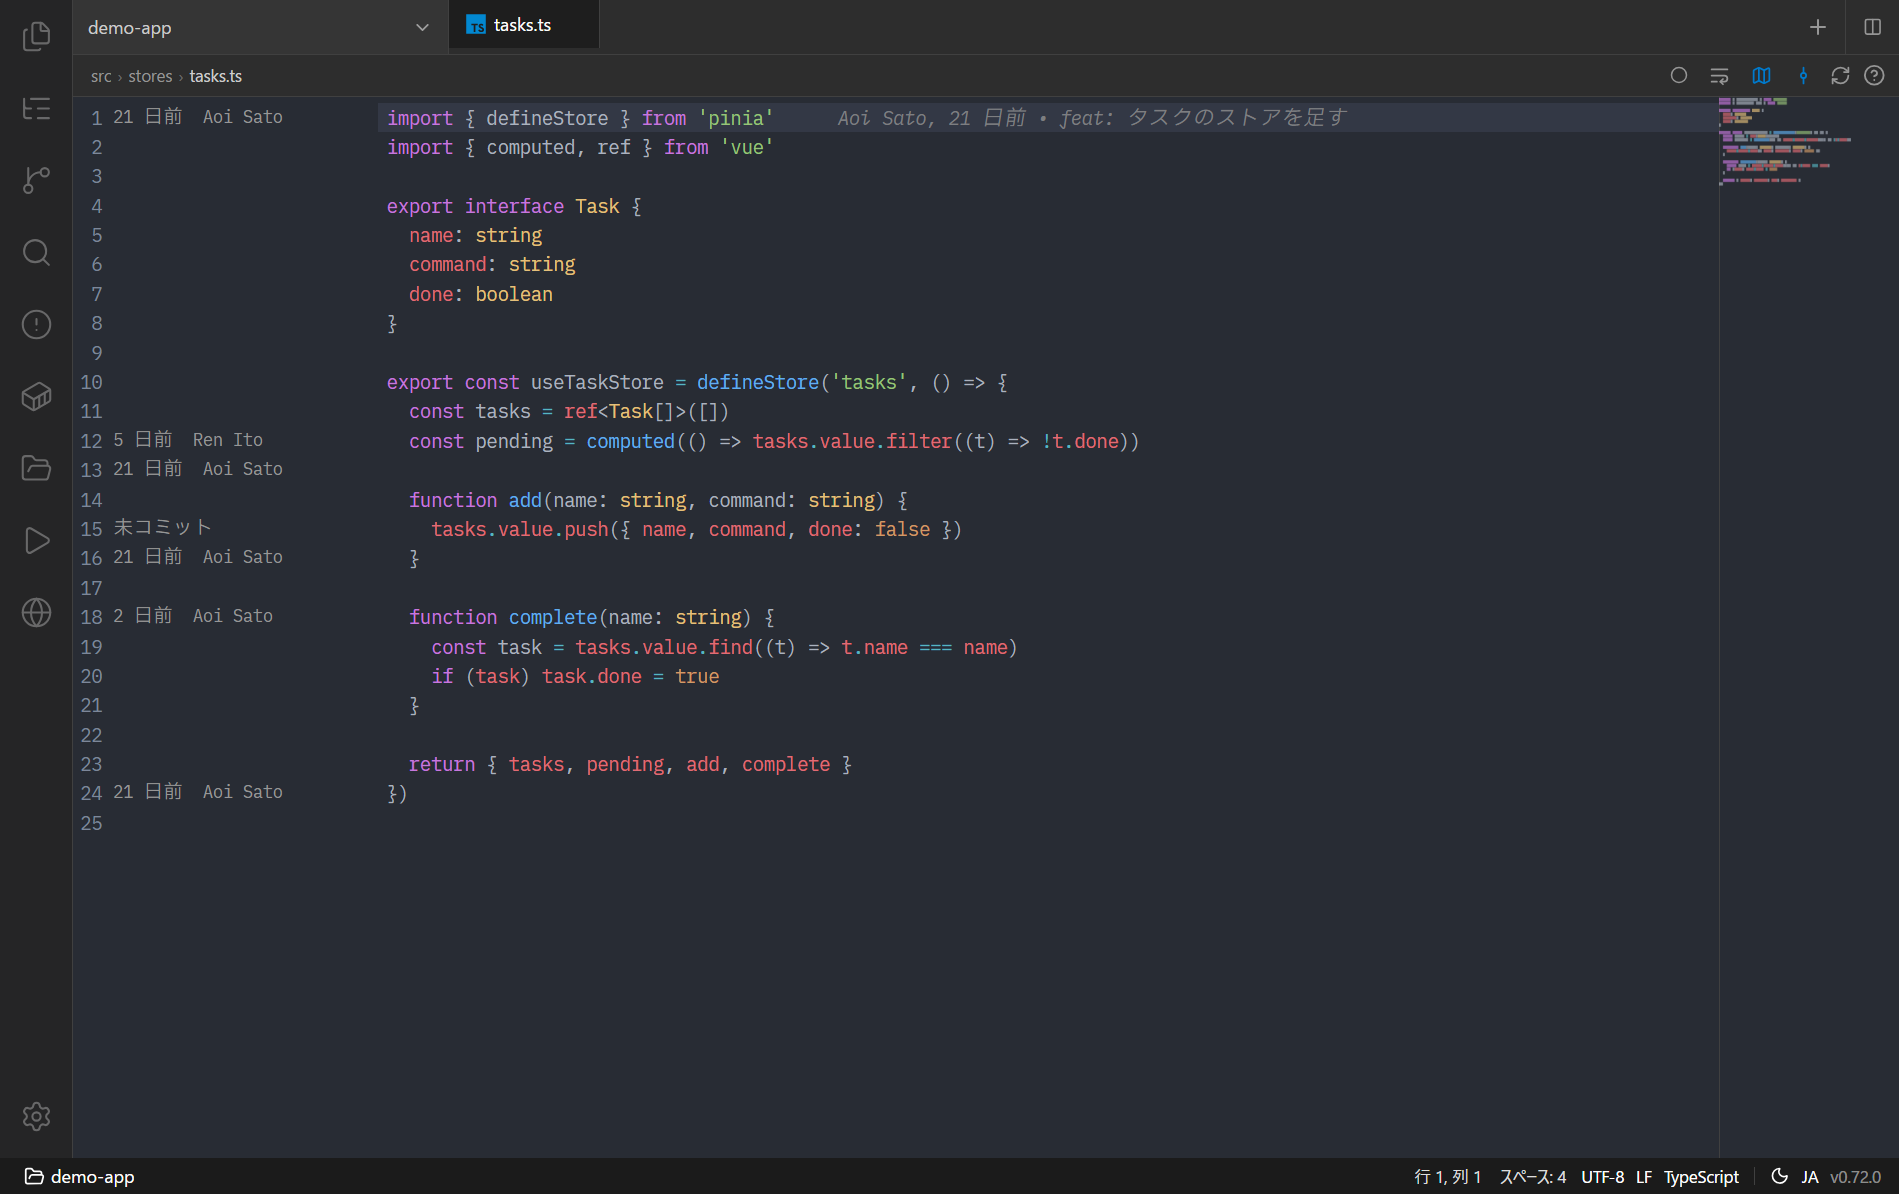 demo-app
TS tasks.ts
src › stores › tasks.ts
1 21 日前 Aoi Sato import { defineStore } from 'pinia' Aoi Sato, 21 日前 • feat: タスクのストアを足す
2 import { computed, ref } from 'vue'
3
4 export interface Task {
5 name: string
6 command: string
7 done: boolean
8 }
9
10 export const useTaskStore = defineStore('tasks', () => {
11 const tasks = ref<Task[]>([])
12 5 日前 Ren Ito const pending = computed(() => tasks.value.filter((t) => !t.done))
13 21 日前 Aoi Sato
14 function add(name: string, command: string) {
15 未コミット tasks.value.push({ name, command, done: false })
16 21 日前 Aoi Sato }
17
18 2 日前 Aoi Sato function complete(name: string) {
19 const task = tasks.value.find((t) => t.name === name)
20 if (task) task.done = true
21 }
22
23 return { tasks, pending, add, complete }
24 21 日前 Aoi Sato })
25
demo-app 行 1, 列 1 スペース: 4 UTF-8 LF TypeScript JA v0.72.0